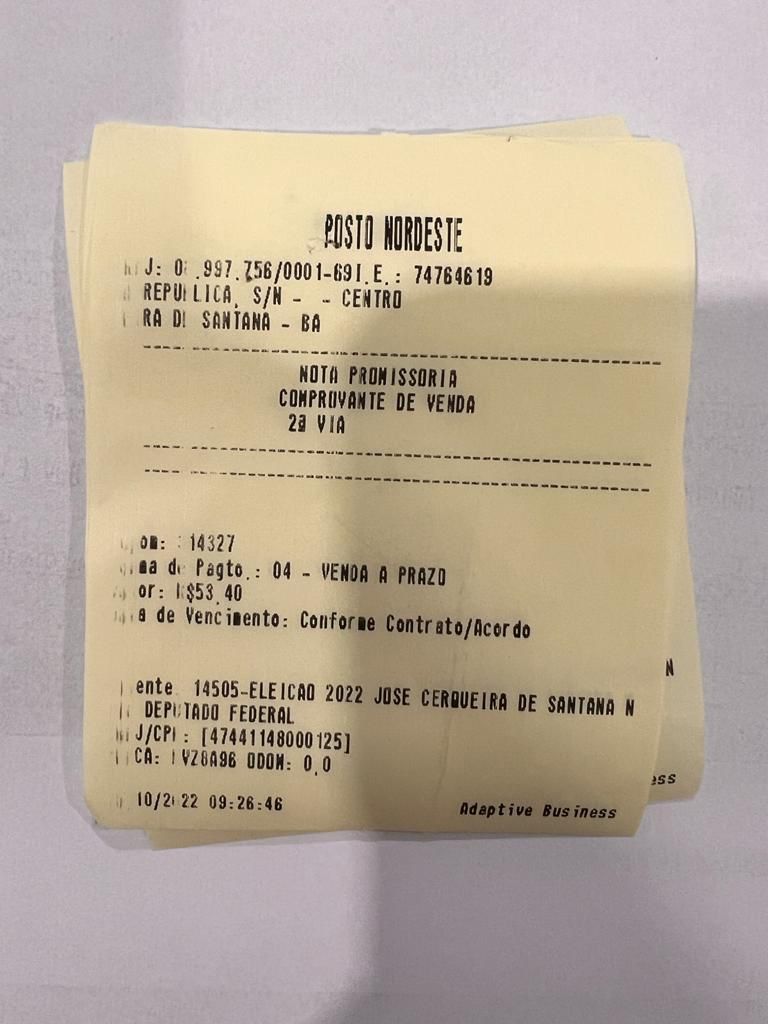 POSTO NORDESTE
J: 0 .997.756/0001-69I.E.: 74764619
REPUBLICA, S/N - - CENTRO
RA DE SANTANA - BA
NOTA PROMISSORIA
COMPROVANTE DE VENDA
2ª VIA
om: 14327
ma de Pagto.: 04 - VENDA A PRAZO
or: R$53,40
a de Vencimento: Conforme Contrato/Acordo
ente 14505-ELEICAO 2022 JOSE CERQUEIRA DE SANTANA N
DEPUTADO FEDERAL
J/CPF: [47441148000125]
CA: VZ8A96 ODOM: 0,0
10/2022 09:26:46
Adaptive Business
N
ess